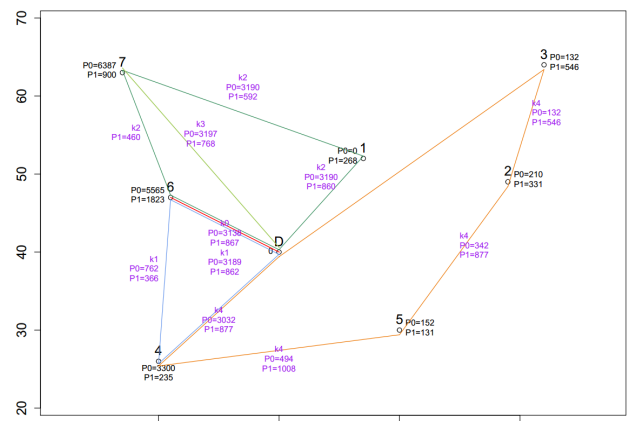 70
60
50
40
30
20
7
P0=6387
P1=900
k2
P0=3190
P1=592
3
P0=132
P1=546
k4
P0=132
P1=546
k2
P1=460
k3
P0=3197
P1=768
1
P0=0
P1=268
k2
P0=3190
P1=860
6
P0=5565
P1=1823
2
P0=210
P1=331
k0
P0=3138
P1=867
D
0
k1
P0=3189
P1=862
k1
P0=762
P1=366
k4
P0=342
P1=877
k4
P0=3032
P1=877
5
P0=152
P1=131
4
P0=3300
P1=235
k4
P0=494
P1=1008